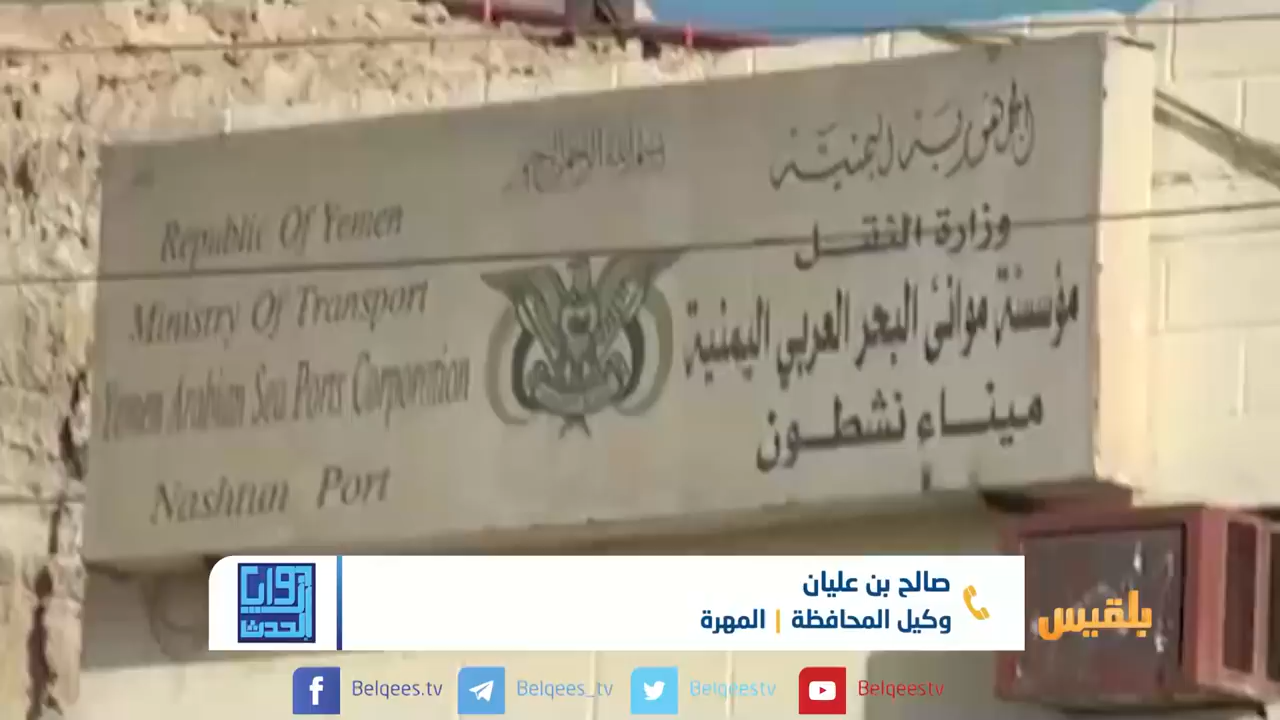 بسم الله الرحمن الرحيم
الجمهورية اليمنية
وزارة النقل
مؤسسة موانئ البحر العربي اليمنية
ميناء نشطون
Republic Of Yemen
Ministry Of Transport
Yemen Arabian Sea Ports Corporation
Nashtun Port
صالح بن عليان
وكيل المحافظة | المهرة
بلقيس
Belqees.tv
Belqees_tv
Belqeestv
Belqeestv